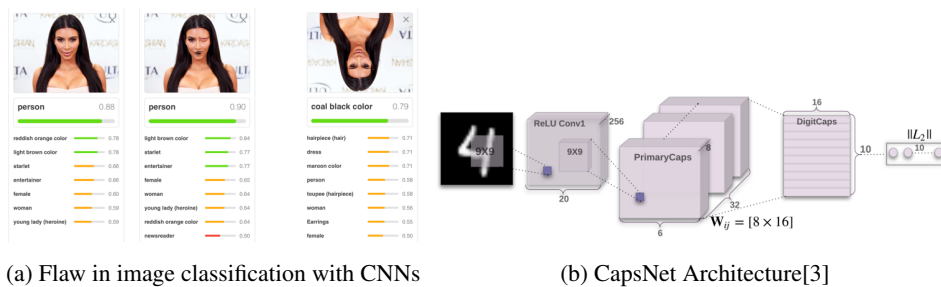 person 0.88
reddish orange color 0.78
light brown color 0.78
starlet 0.66
entertainer 0.66
female 0.60
woman 0.59
young lady (heroine) 0.59
person 0.90
light brown color 0.84
starlet 0.77
entertainer 0.77
female 0.65
woman 0.64
young lady (heroine) 0.64
reddish orange color 0.64
newsreeder 0.50
coal black color 0.79
hairpiece (hair) 0.71
dress 0.71
maroon color 0.71
person 0.58
toupee (hairpiece) 0.58
woman 0.56
Earrings 0.55
female 0.50
(a) Flaw in image classification with CNNs
9X9
ReLU Conv1
256
9X9
20
PrimaryCaps
8
32
6
W_ij = [8 × 16]
16
DigitCaps
10
||L_2||
10
(b) CapsNet Architecture[3]